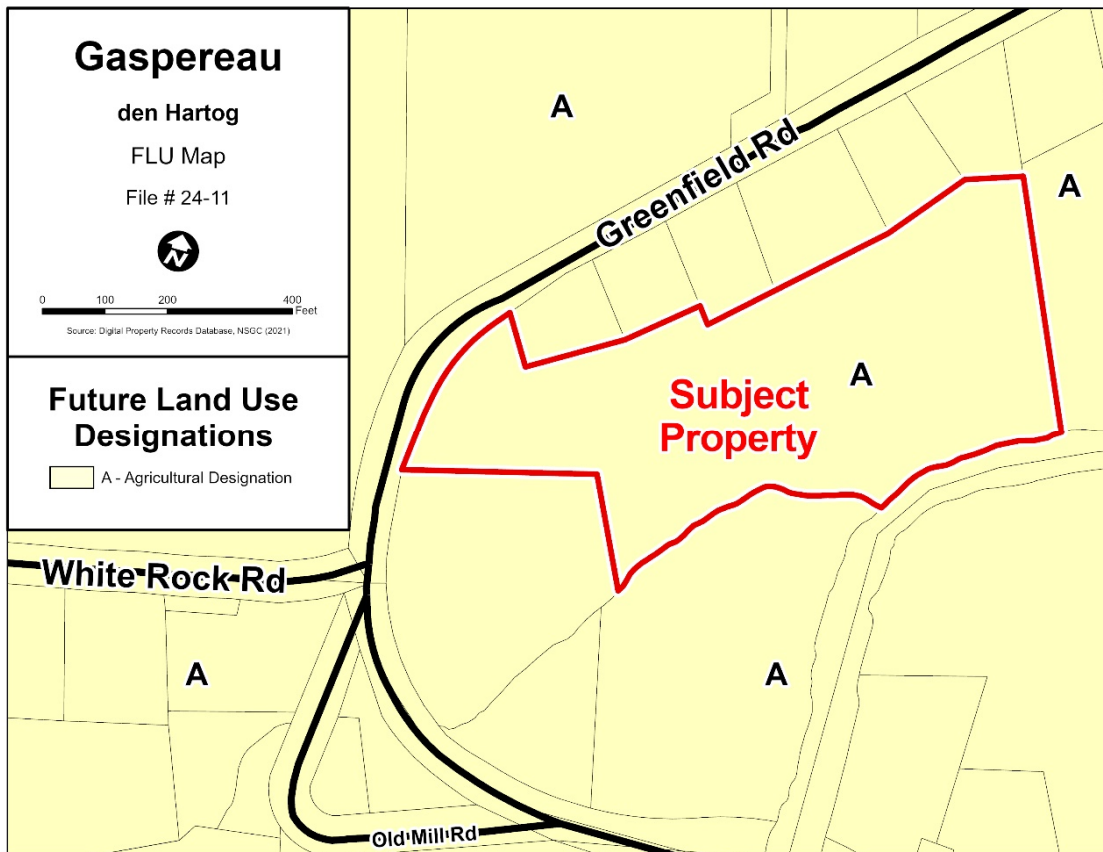 Gaspereau
den Hartog
FLU Map
File # 24-11
N
0 100 200 400
Feet
Source: Digital Property Records Database, NSGC (2021)
Future Land Use
Designations
A - Agricultural Designation
A
Greenfield Rd
A
A
Subject
Property
White Rock Rd
A
A
Old Mill Rd